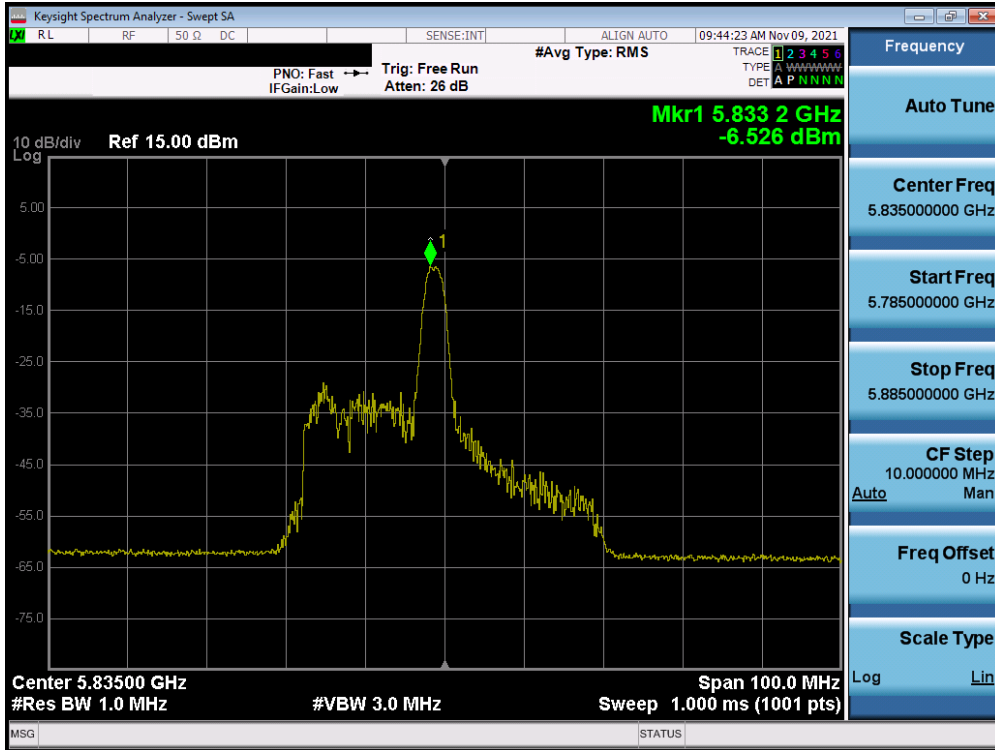 Keysight Spectrum Analyzer - Swept SA
LXI RL RF 50 Ω DC SENSE:INT ALIGN AUTO 09:44:23 AM Nov 09, 2021
#Avg Type: RMS
TRACE 1 2 3 4 5 6
TYPE A WWWWW
DET A P N N N N
PNO: Fast
IFGain:Low
Trig: Free Run
Atten: 26 dB
Mkr1 5.833 2 GHz
-6.526 dBm
10 dB/div Ref 15.00 dBm
Log
5.00
-5.00
-15.0
-25.0
-35.0
-45.0
-55.0
-65.0
-75.0
1
Center 5.83500 GHz Span 100.0 MHz
#Res BW 1.0 MHz #VBW 3.0 MHz Sweep 1.000 ms (1001 pts)
MSG STATUS
Frequency
Auto Tune
Center Freq
5.835000000 GHz
Start Freq
5.785000000 GHz
Stop Freq
5.885000000 GHz
CF Step
10.000000 MHz
Auto Man
Freq Offset
0 Hz
Scale Type
Log Lin